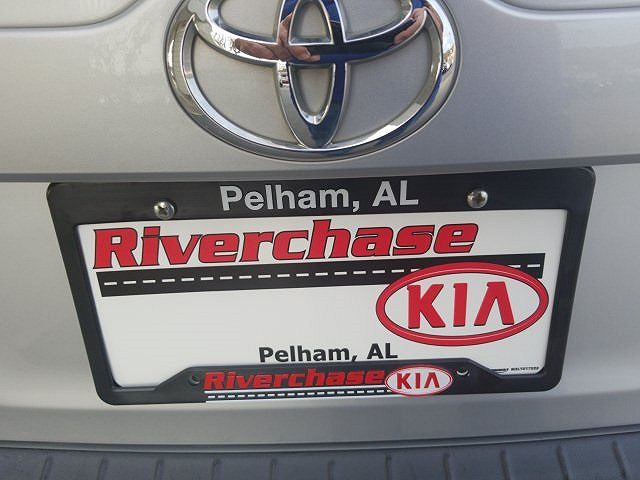 Pelham, AL
Riverchase
KIA
Pelham, AL
Riverchase KIA